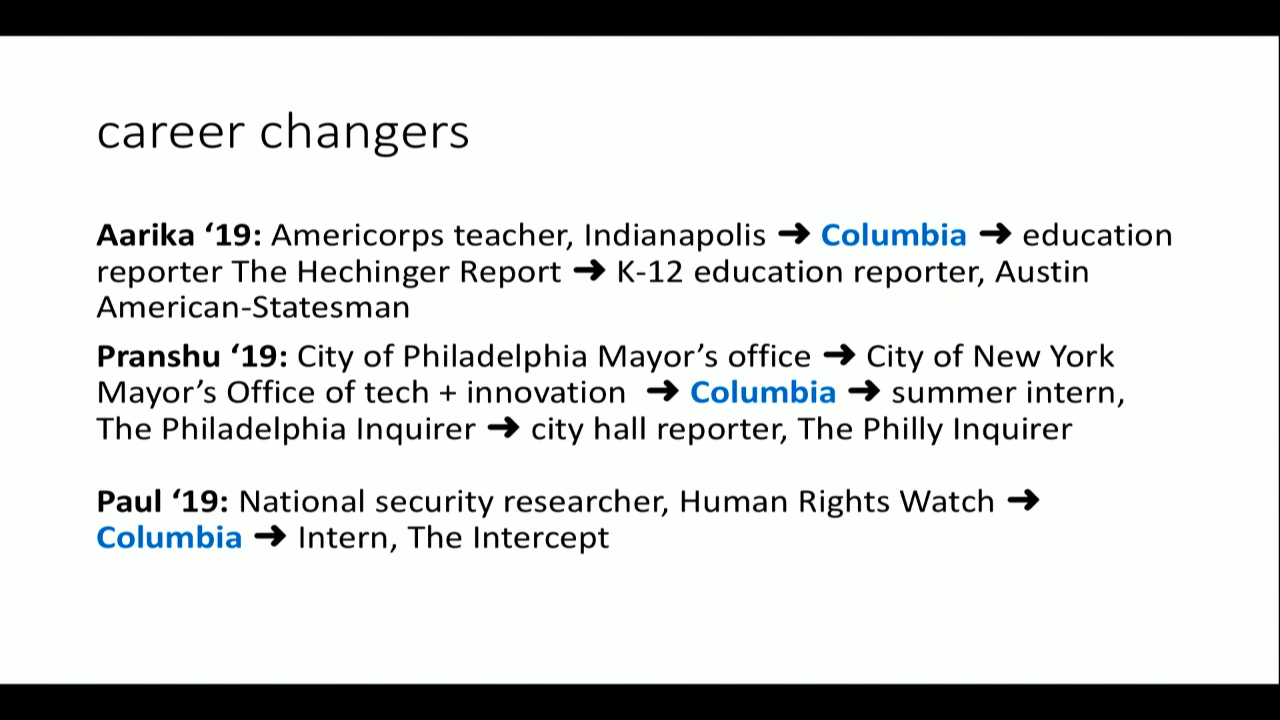 career changers
Aarika ‘19: Americorps teacher, Indianapolis ➜ Columbia ➜ education
reporter The Hechinger Report ➜ K-12 education reporter, Austin
American-Statesman
Pranshu ‘19: City of Philadelphia Mayor’s office ➜ City of New York
Mayor’s Office of tech + innovation ➜ Columbia ➜ summer intern,
The Philadelphia Inquirer ➜ city hall reporter, The Philly Inquirer
Paul ‘19: National security researcher, Human Rights Watch ➜
Columbia ➜ Intern, The Intercept